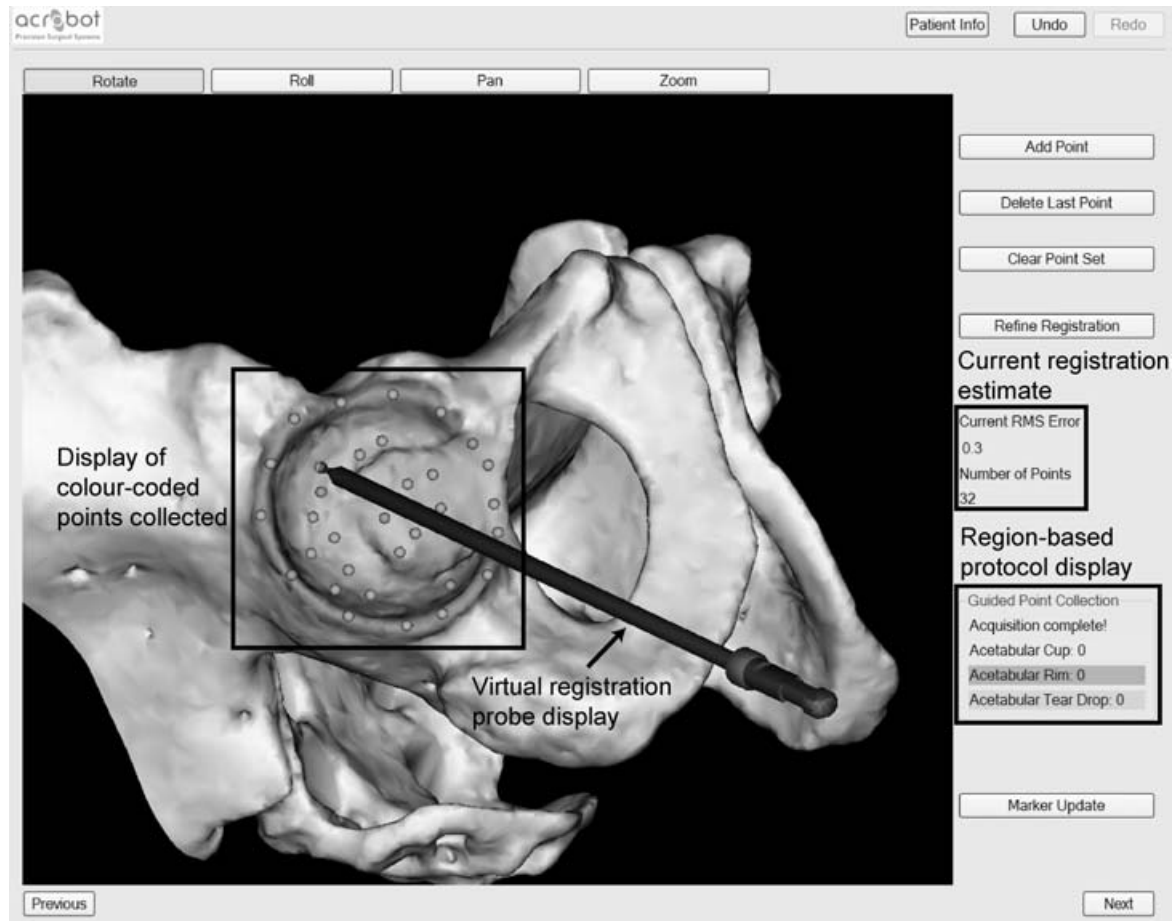 acrobot
Precision Surgical Systems
Patient Info
Undo
Redo
Rotate
Roll
Pan
Zoom
Add Point
Delete Last Point
Clear Point Set
Refine Registration
Current registration
estimate
Current RMS Error
0.3
Number of Points
32
Display of
colour-coded
points collected
Region-based
protocol display
Guided Point Collection
Acquisition complete!
Acetabular Cup: 0
Acetabular Rim: 0
Acetabular Tear Drop: 0
Virtual registration
probe display
Marker Update
Previous
Next